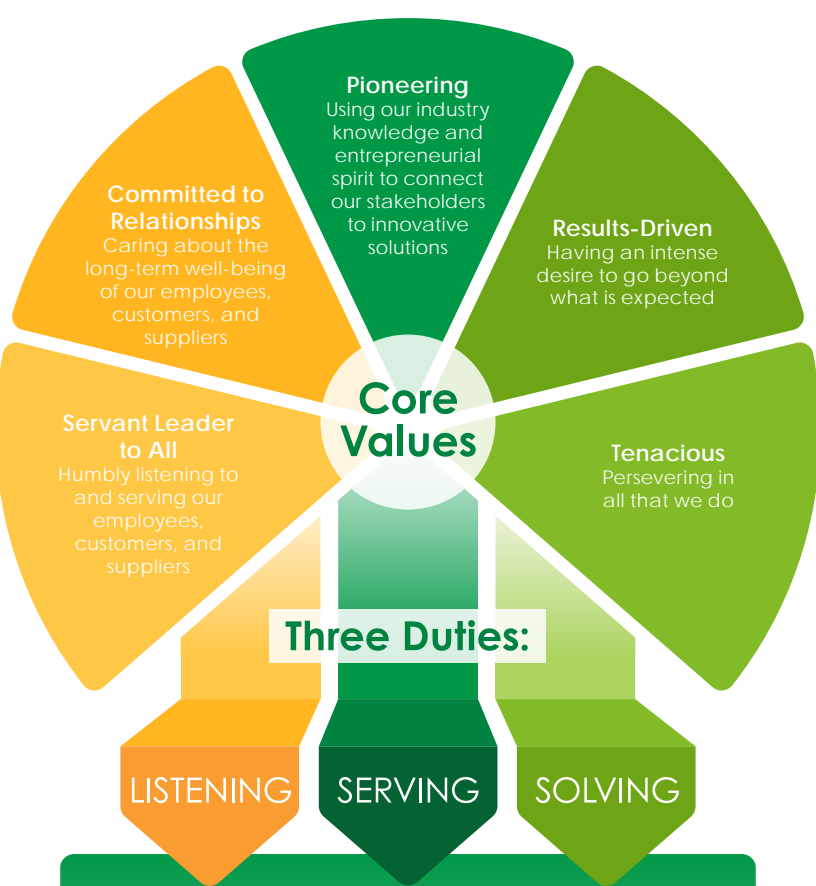 Pioneering
Using our industry
knowledge and
entrepreneurial
spirit to connect
our stakeholders
to innovative
solutions
Committed to
Relationships
Caring about the
long-term well-being
of our employees,
customers, and
suppliers
Results-Driven
Having an intense
desire to go beyond
what is expected
Servant Leader
to All
Humbly listening to
and serving our
employees,
customers, and
suppliers
Core
Values
Tenacious
Persevering in
all that we do
Three Duties:
LISTENING
SERVING
SOLVING